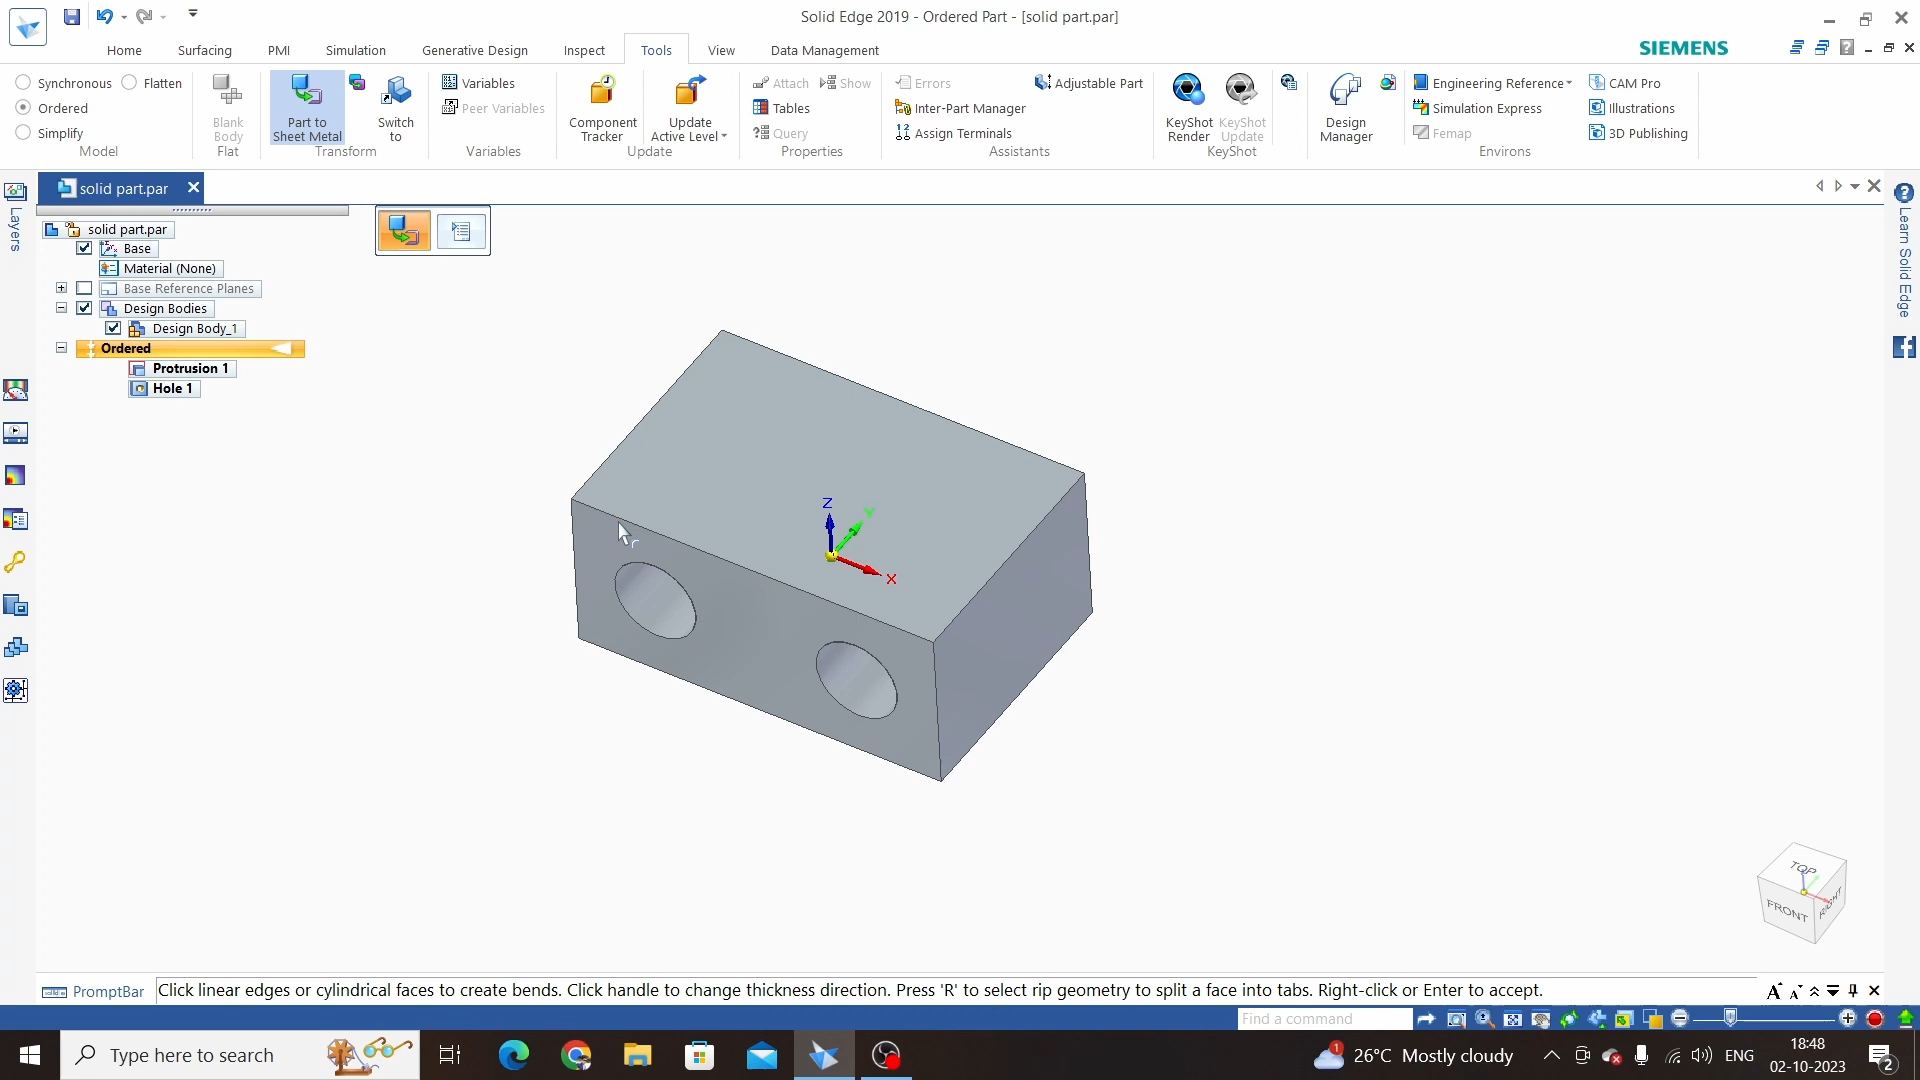 Solid Edge 2019 - Ordered Part - [solid part.par]
Home Surfacing PMI Simulation Generative Design Inspect Tools View Data Management
SIEMENS
Synchronous Flatten
Ordered
Simplify
Model
Blank Body
Flat
Part to Sheet Metal
Switch to
Transform
Variables
Peer Variables
Variables
Component Tracker
Update Active Level
Update
Attach Show
Tables
Query
Properties
Errors
Inter-Part Manager
Assign Terminals
Adjustable Part
Assistants
KeyShot Render
KeyShot Update
KeyShot
Design Manager
Engineering Reference
Simulation Express
Femap
CAM Pro
Illustrations
3D Publishing
Environs
solid part.par
Layers
Learn Solid Edge
solid part.par
Base
Material (None)
Base Reference Planes
Design Bodies
Design Body_1
Ordered
Protrusion 1
Hole 1
Z
Y
X
TOP
FRONT
RIGHT
PromptBar
Click linear edges or cylindrical faces to create bends. Click handle to change thickness direction. Press 'R' to select rip geometry to split a face into tabs. Right-click or Enter to accept.
Find a command
Type here to search
26°C Mostly cloudy
ENG
18:48
02-10-2023
2